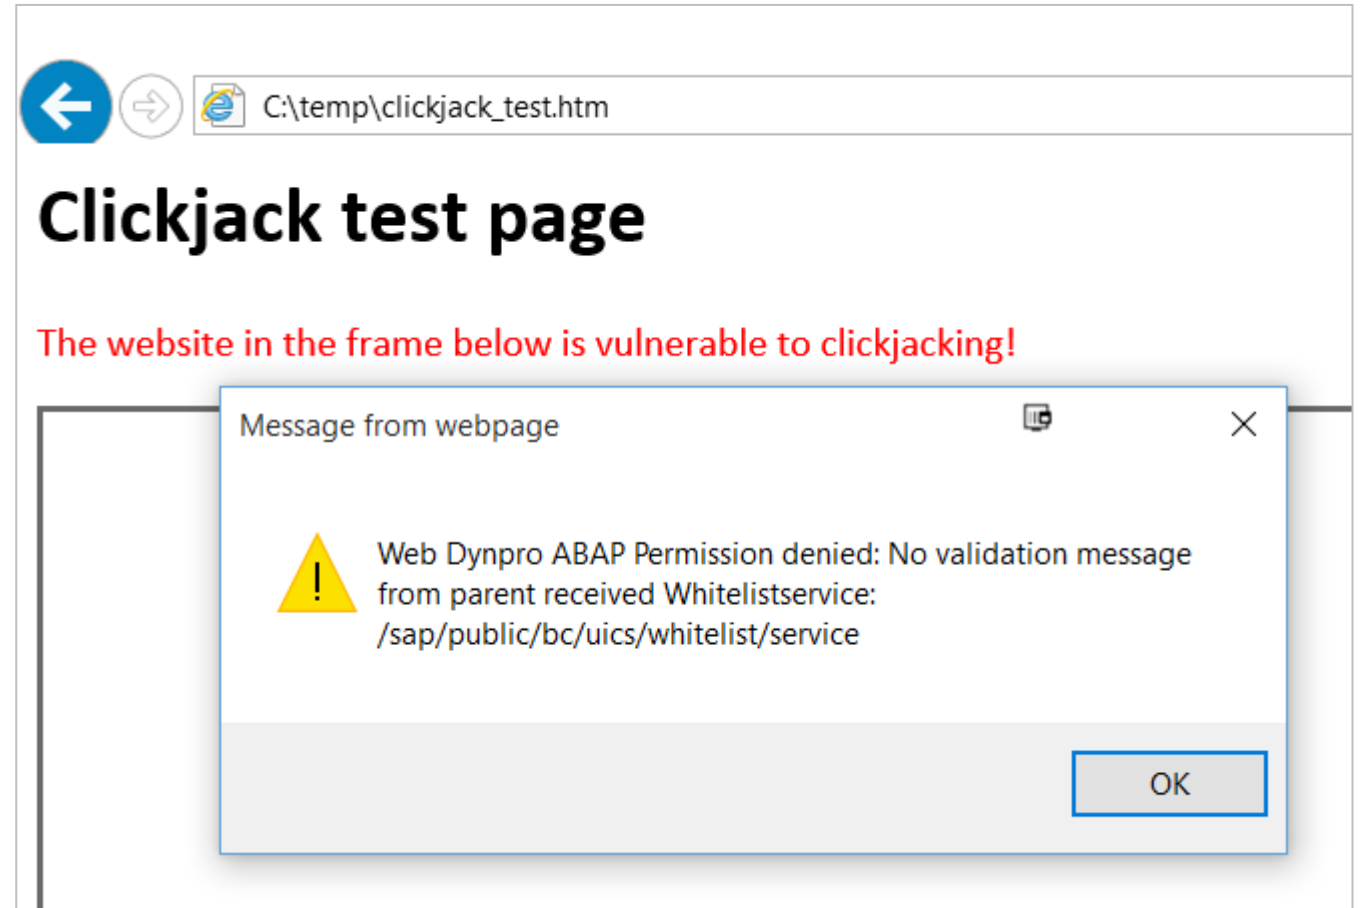 C:\temp\clickjack_test.htm
Clickjack test page
The website in the frame below is vulnerable to clickjacking!
Message from webpage
Web Dynpro ABAP Permission denied: No validation message
from parent received Whitelistservice:
/sap/public/bc/uics/whitelist/service
OK